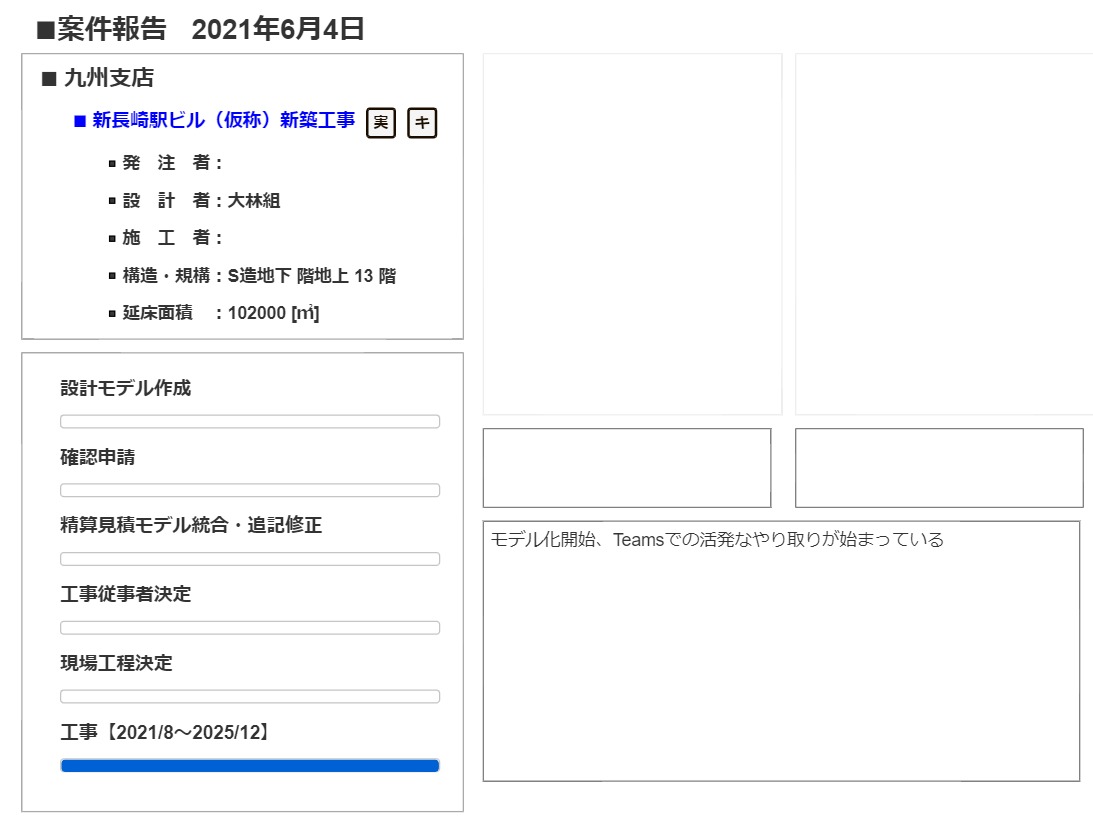 ■案件報告 2021年6月4日
■ 九州支店
■ 新長崎駅ビル（仮称）新築工事 実 キ
▪ 発 注 者：
▪ 設 計 者：大林組
▪ 施 工 者：
▪ 構造・規構：S造地下 階地上 13 階
▪ 延床面積 ：102000 [㎡]
設計モデル作成
確認申請
精算見積モデル統合・追記修正
工事従事者決定
現場工程決定
工事【2021/8～2025/12】
モデル化開始、Teamsでの活発なやり取りが始まっている